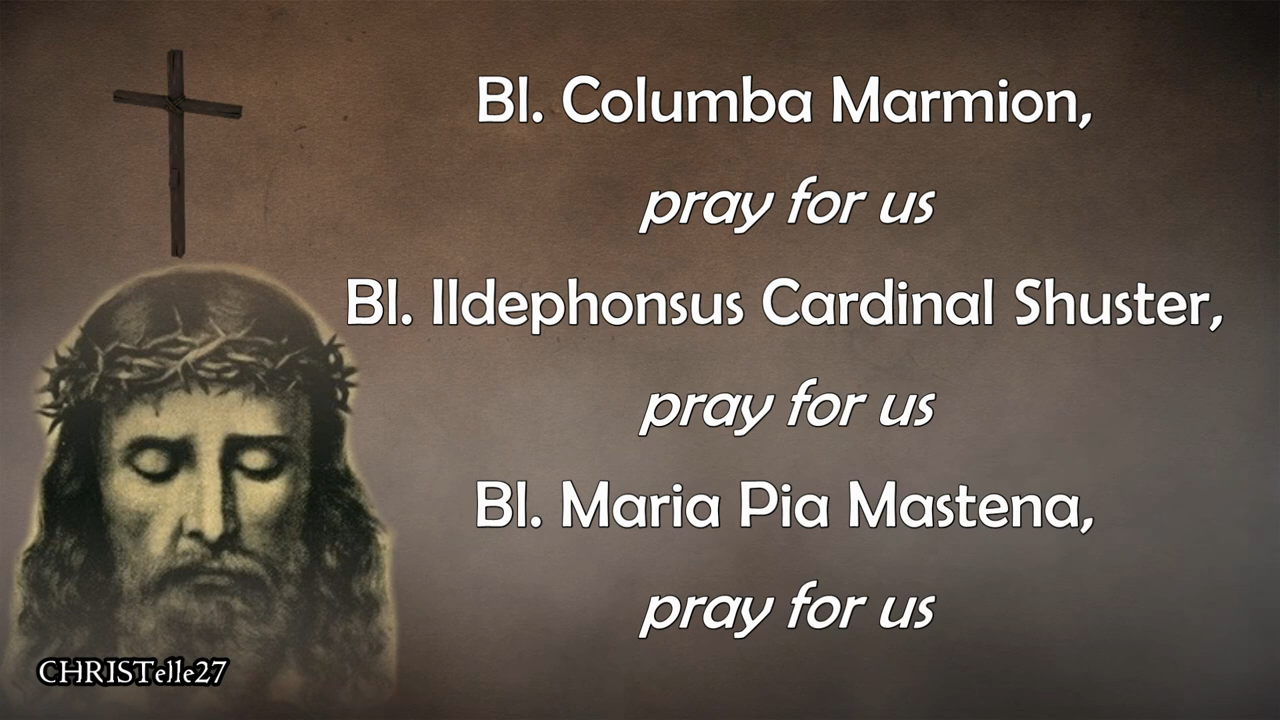 Bl. Columba Marmion,
pray for us
Bl. Ildephonsus Cardinal Shuster,
pray for us
Bl. Maria Pia Mastena,
pray for us
CHRISTelle27